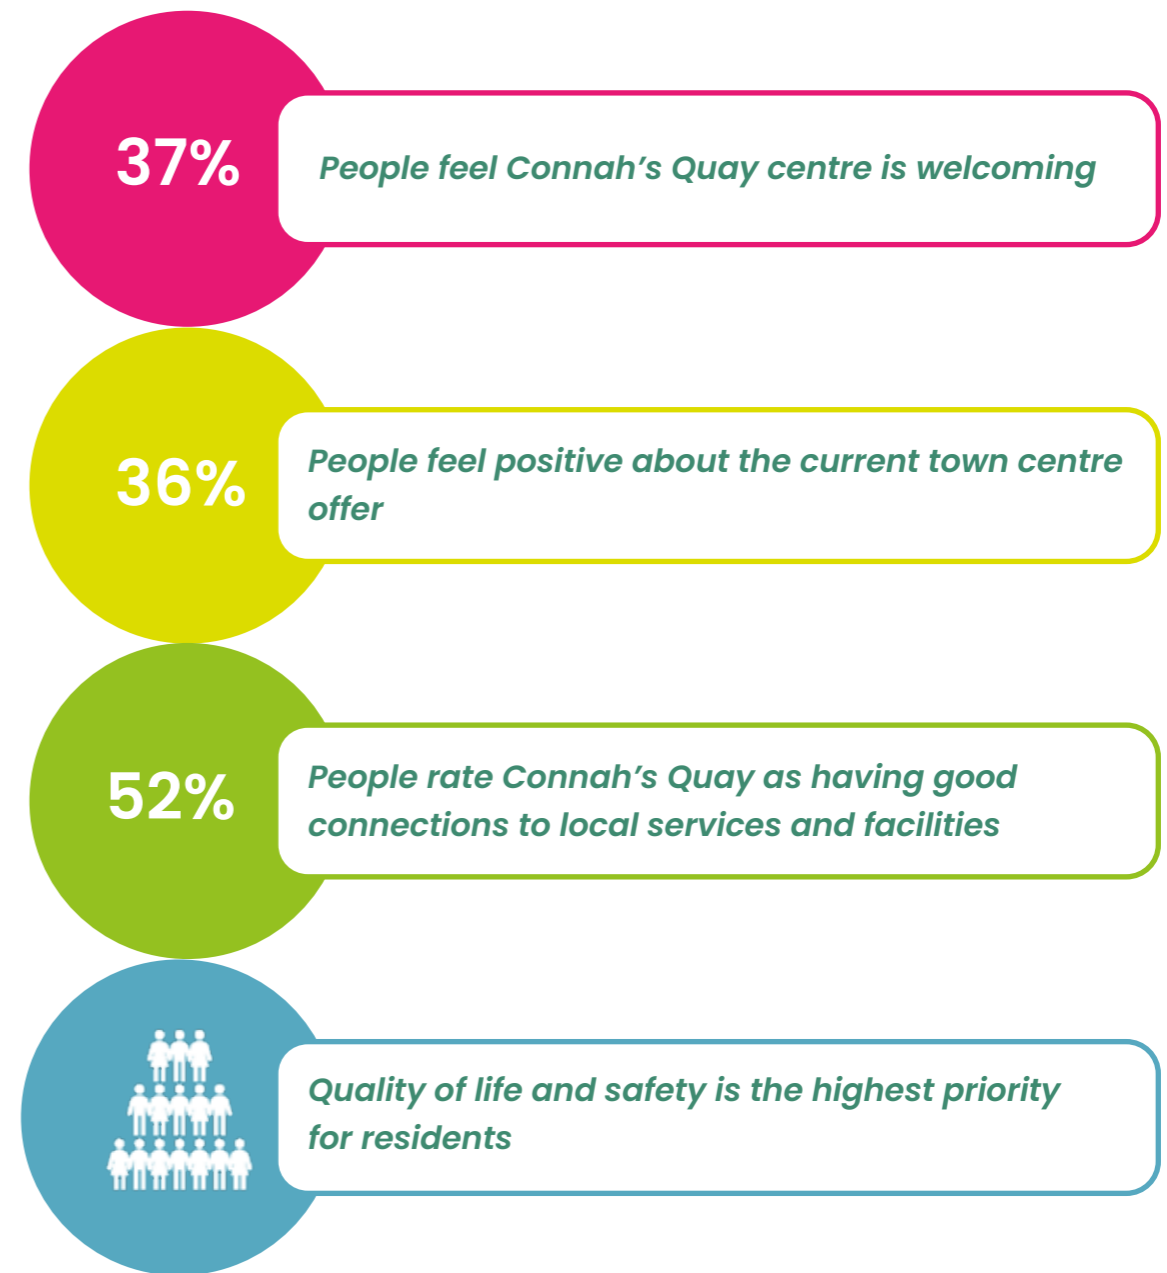 37%
People feel Connah’s Quay centre is welcoming
36%
People feel positive about the current town centre
offer
52%
People rate Connah’s Quay as having good
connections to local services and facilities
Quality of life and safety is the highest priority
for residents